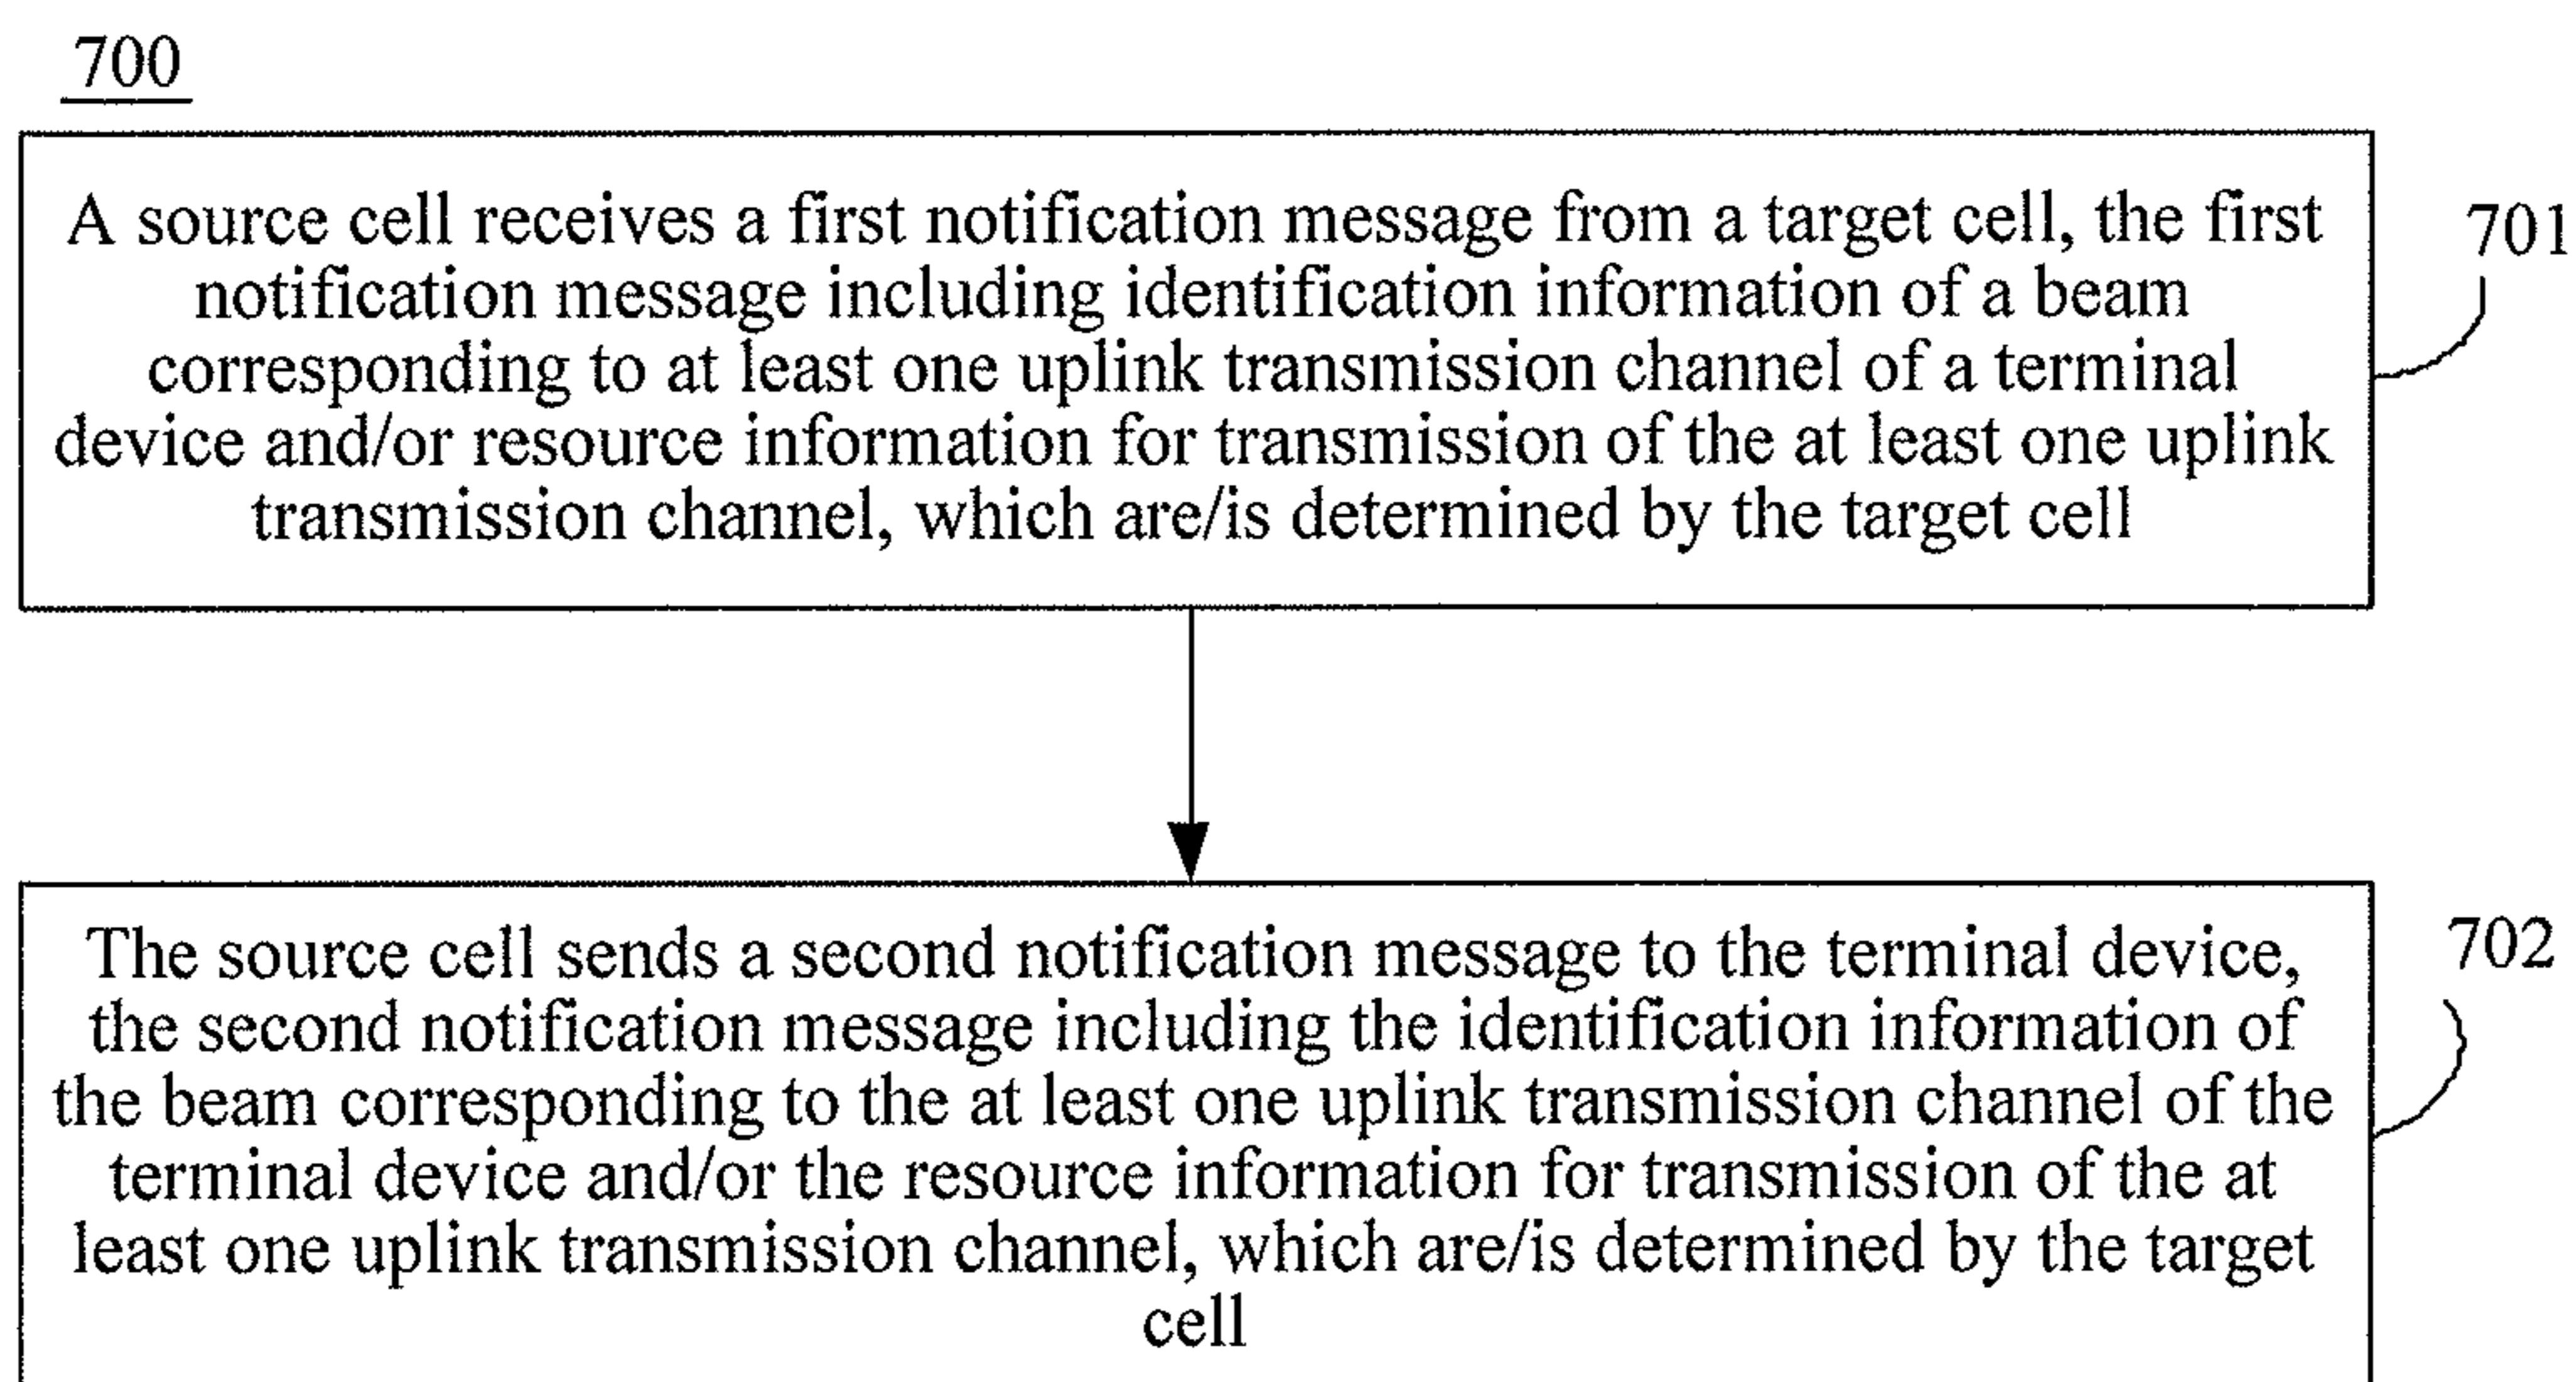 700
A source cell receives a first notification message from a target cell, the first
notification message including identification information of a beam
corresponding to at least one uplink transmission channel of a terminal
device and/or resource information for transmission of the at least one uplink
transmission channel, which are/is determined by the target cell
701
The source cell sends a second notification message to the terminal device,
the second notification message including the identification information of
the beam corresponding to the at least one uplink transmission channel of the
terminal device and/or the resource information for transmission of the at
least one uplink transmission channel, which are/is determined by the target
cell
702